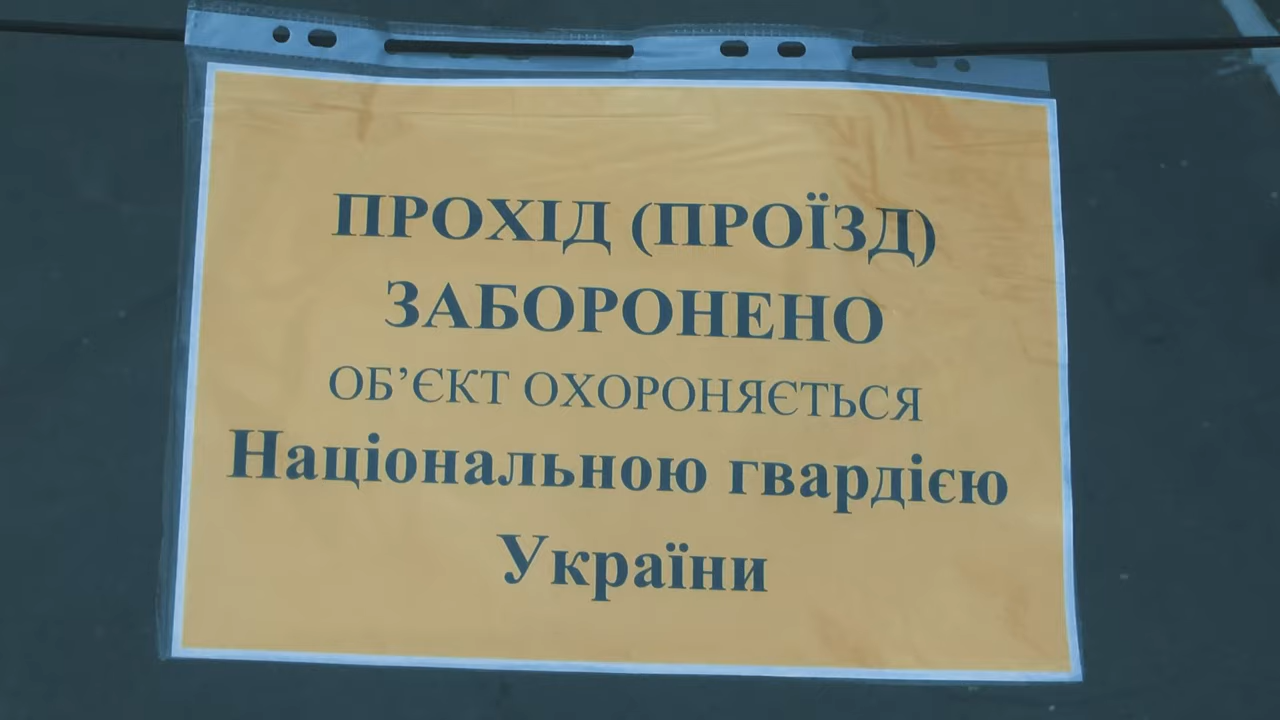 ПРОХІД (ПРОЇЗД)
ЗАБОРОНЕНО
ОБ’ЄКТ ОХОРОНЯЄТЬСЯ
Національною гвардією
України